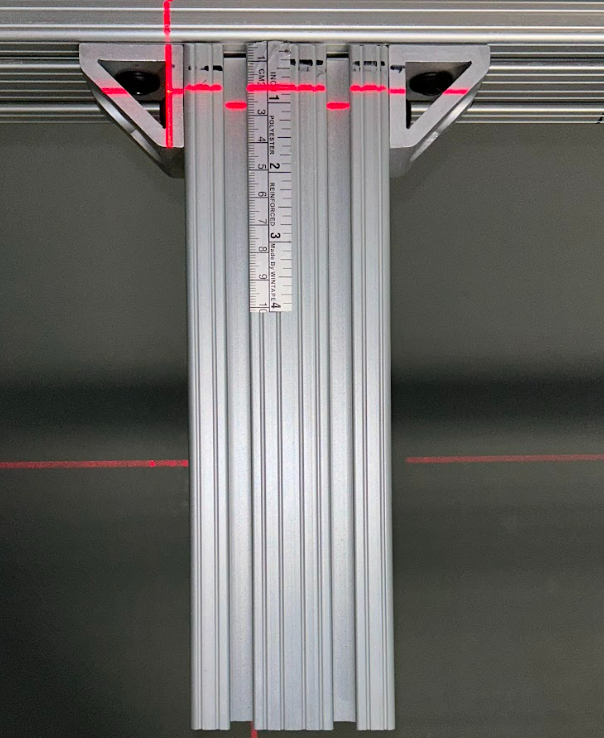 1 CM 2 3 4 5 6 7 8 9 10
INC 1 POLYESTER 2 REINFORCED 3 Made By WINTAPE 4